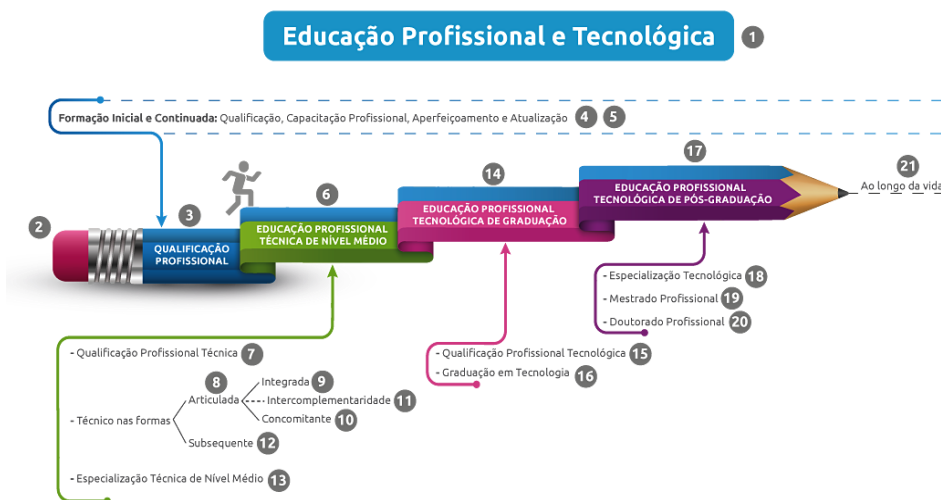 Educação Profissional e Tecnológica 1
Formação Inicial e Continuada: Qualificação, Capacitação Profissional, Aperfeiçoamento e Atualização 4 5
2
3
QUALIFICAÇÃO
PROFISSIONAL
6
EDUCAÇÃO PROFISSIONAL
TÉCNICA DE NÍVEL MÉDIO
14
EDUCAÇÃO PROFISSIONAL
TECNOLÓGICA DE GRADUAÇÃO
17
EDUCAÇÃO PROFISSIONAL
TECNOLÓGICA DE PÓS-GRADUAÇÃO
21
Ao longo da vida
- Qualificação Profissional Técnica 7
- Técnico nas formas
8
Articulada
Integrada 9
Intercomplementaridade 11
Concomitante 10
Subsequente 12
- Especialização Técnica de Nível Médio 13
- Qualificação Profissional Tecnológica 15
- Graduação em Tecnologia 16
- Especialização Tecnológica 18
- Mestrado Profissional 19
- Doutorado Profissional 20